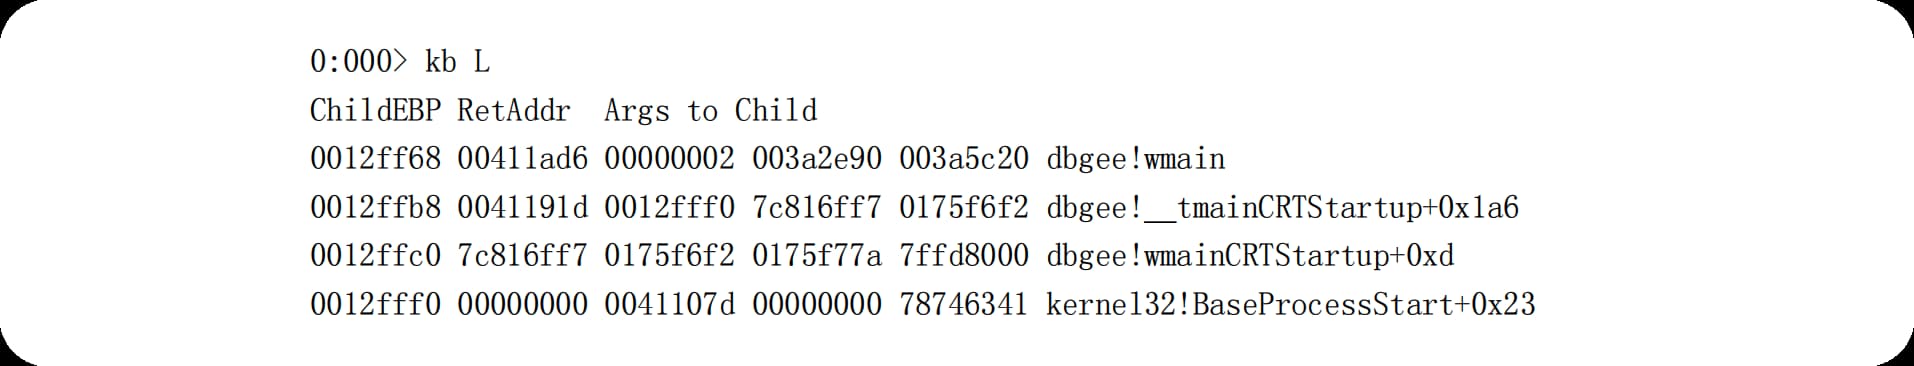 0:000> kb L
ChildEBP RetAddr  Args to Child
0012ff68 00411ad6 00000002 003a2e90 003a5c20 dbgee!wmain
0012ffb8 0041191d 0012fff0 7c816ff7 0175f6f2 dbgee!__tmainCRTStartup+0x1a6
0012ffc0 7c816ff7 0175f6f2 0175f77a 7ffd8000 dbgee!wmainCRTStartup+0xd
0012fff0 00000000 0041107d 00000000 78746341 kernel32!BaseProcessStart+0x23